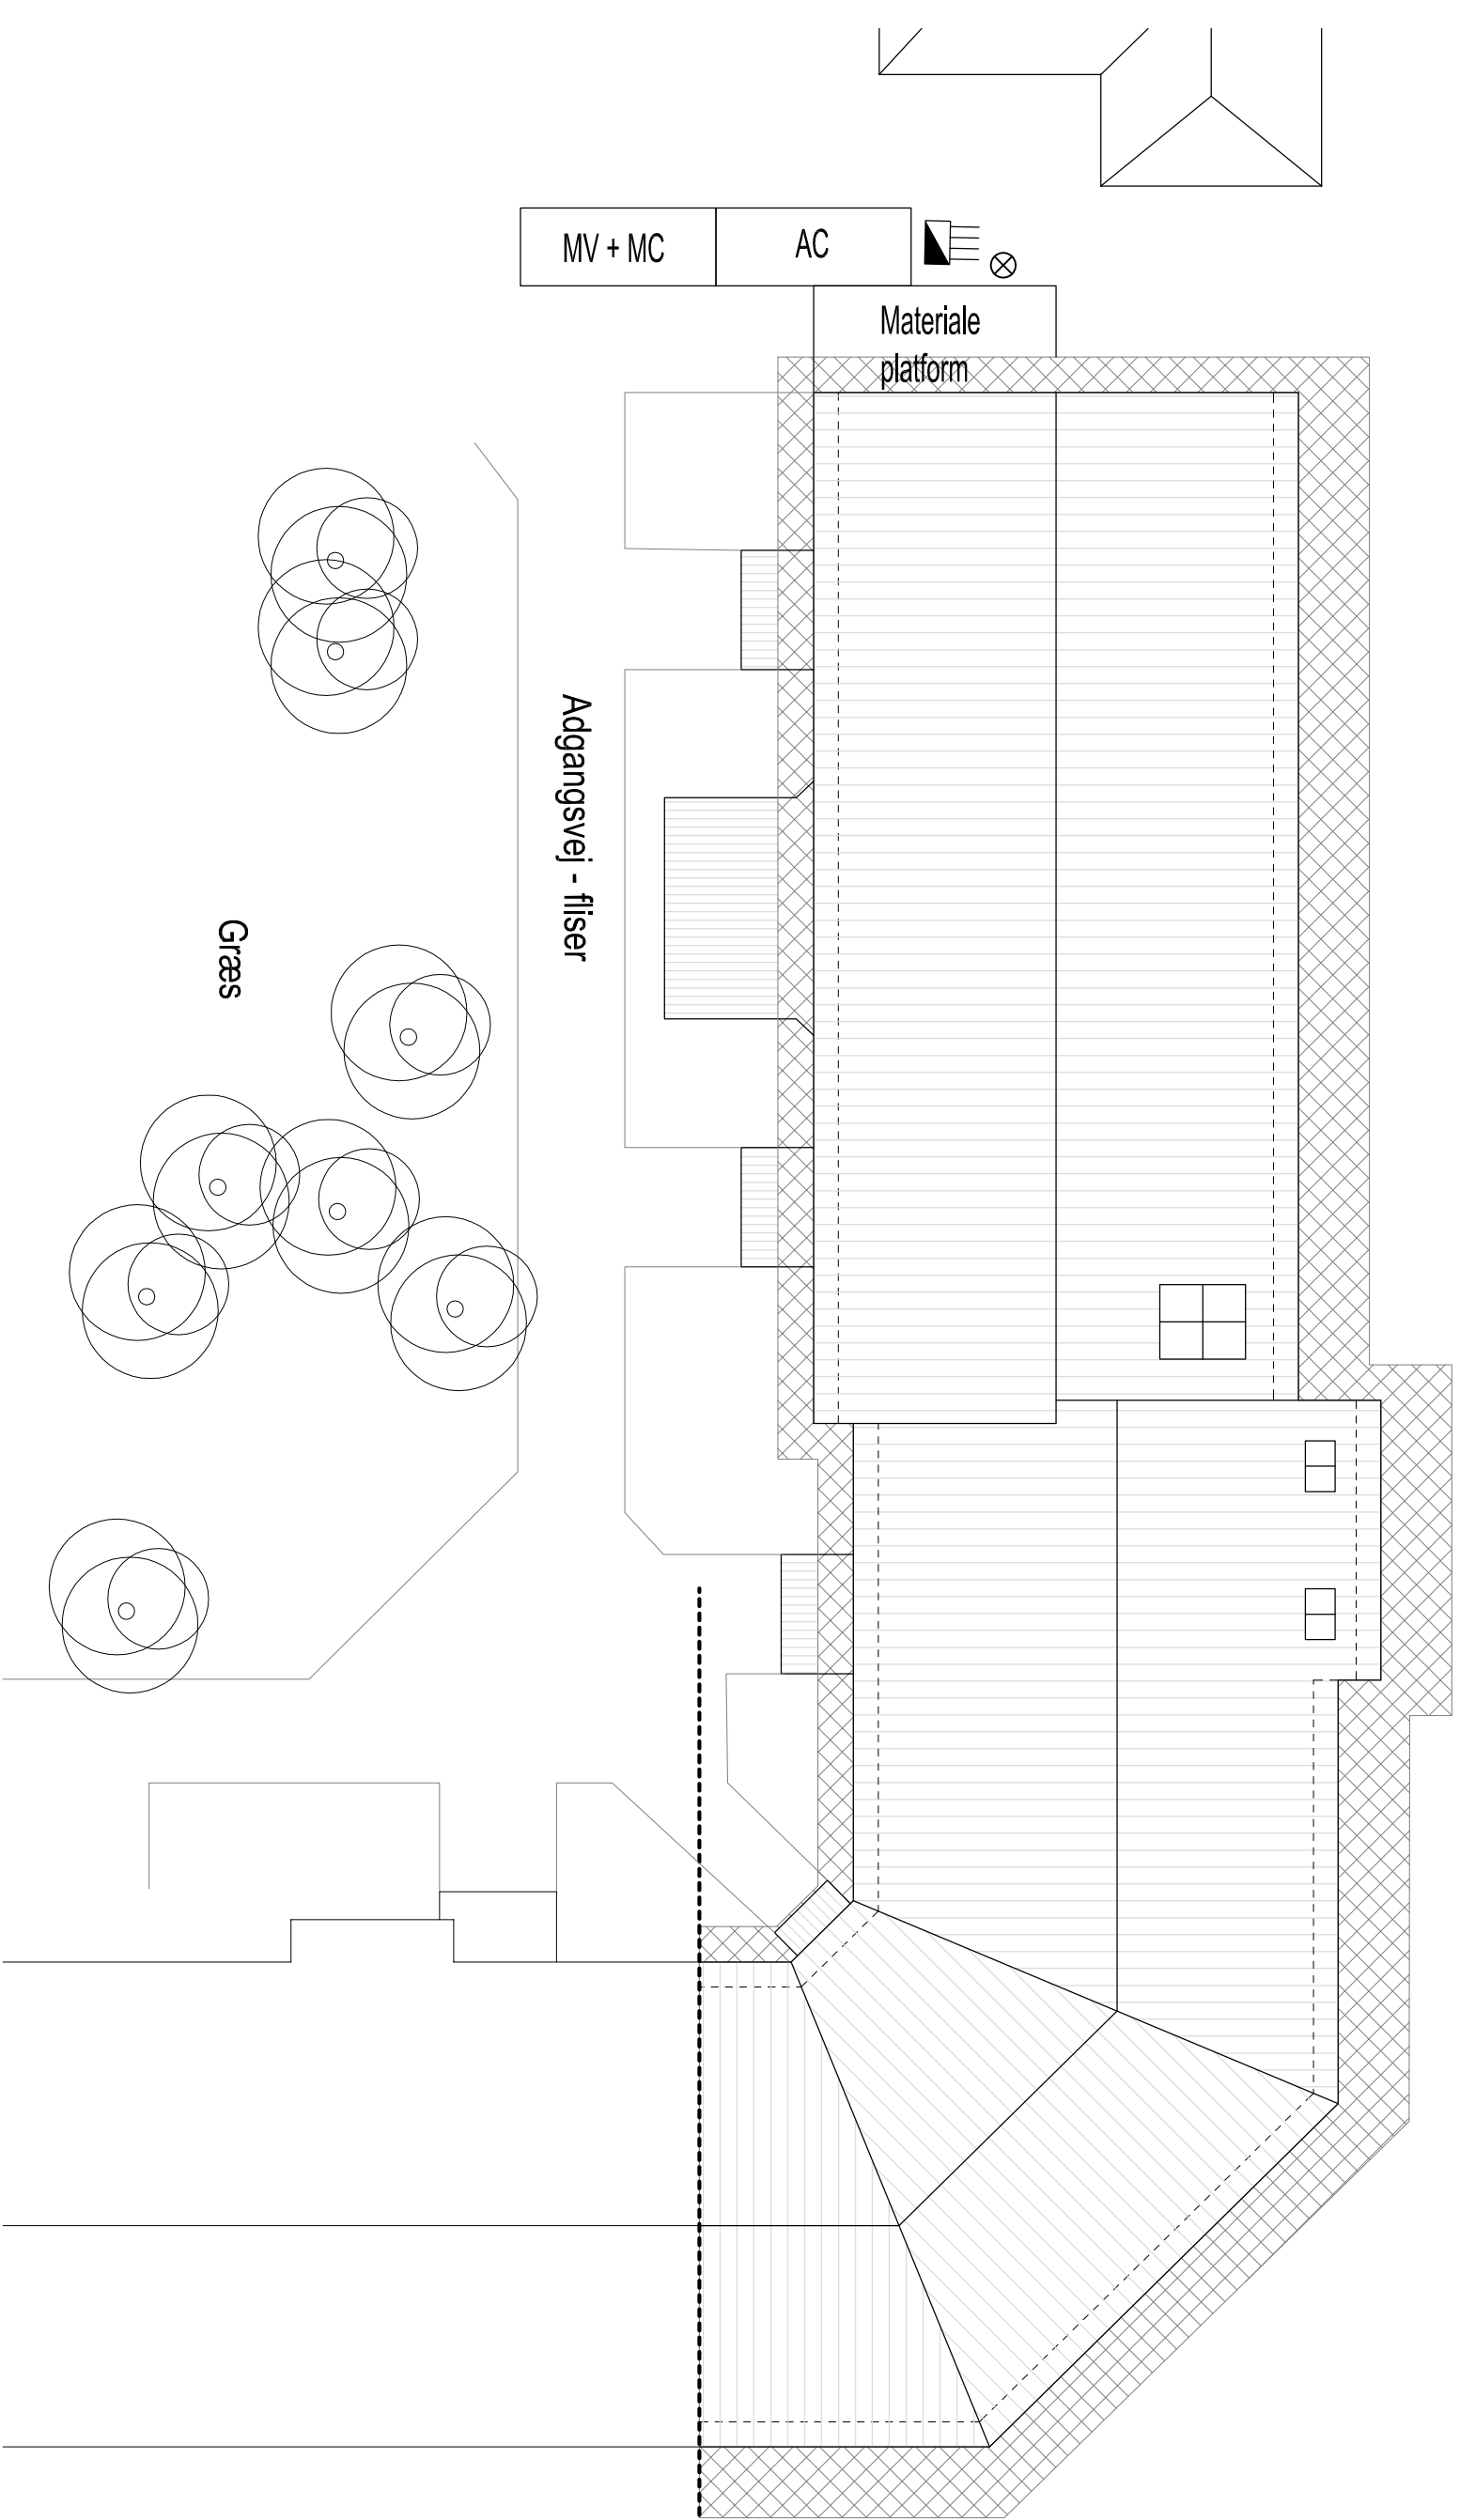 MV + MC
AC
Materiale
platform
Adgangsvej - fliser
Græs